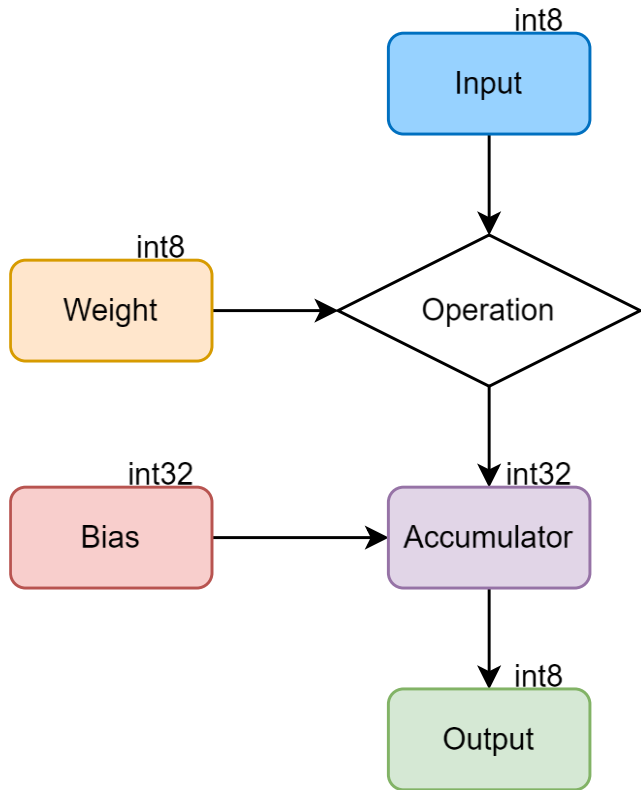 int8
Input
int8
Weight
Operation
int32
Bias
int32
Accumulator
int8
Output